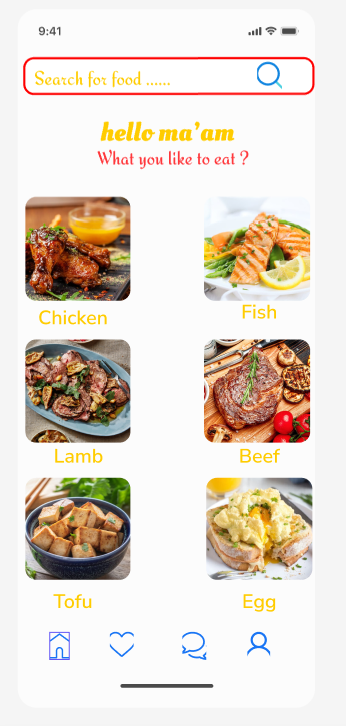 9:41
Search for food ......
hello ma'am
What you like to eat ?
Chicken
Fish
Lamb
Beef
Tofu
Egg